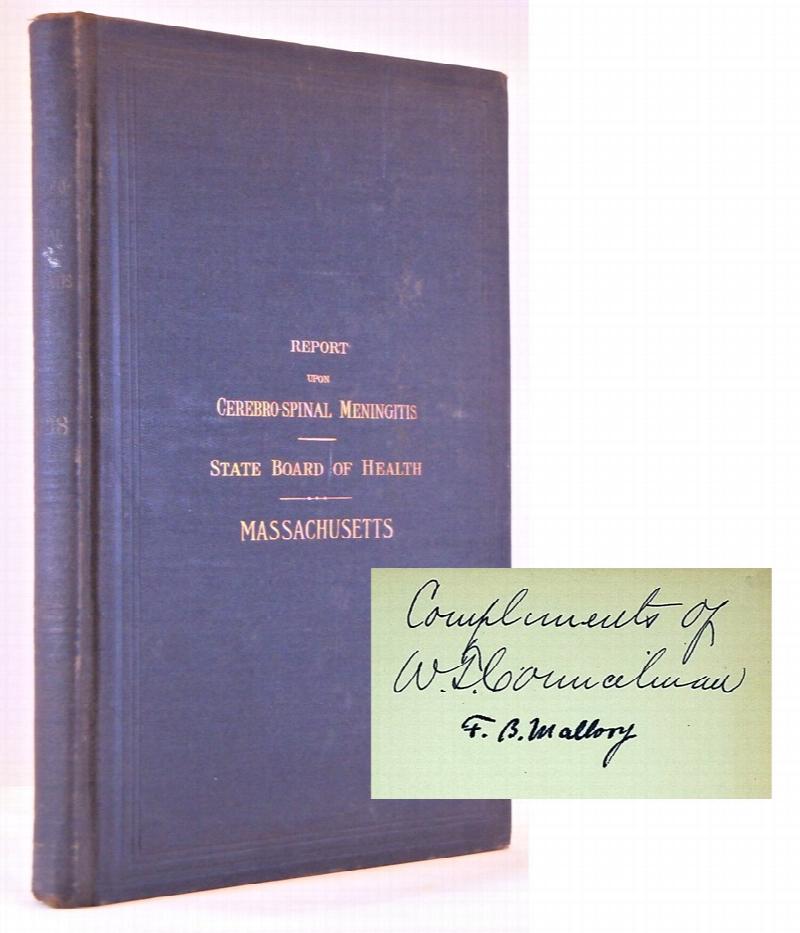 REPORT
UPON
CEREBRO-SPINAL MENINGITIS
STATE BOARD OF HEALTH
MASSACHUSETTS
Compliments of
W. T. Councilman
F. B. Mallory